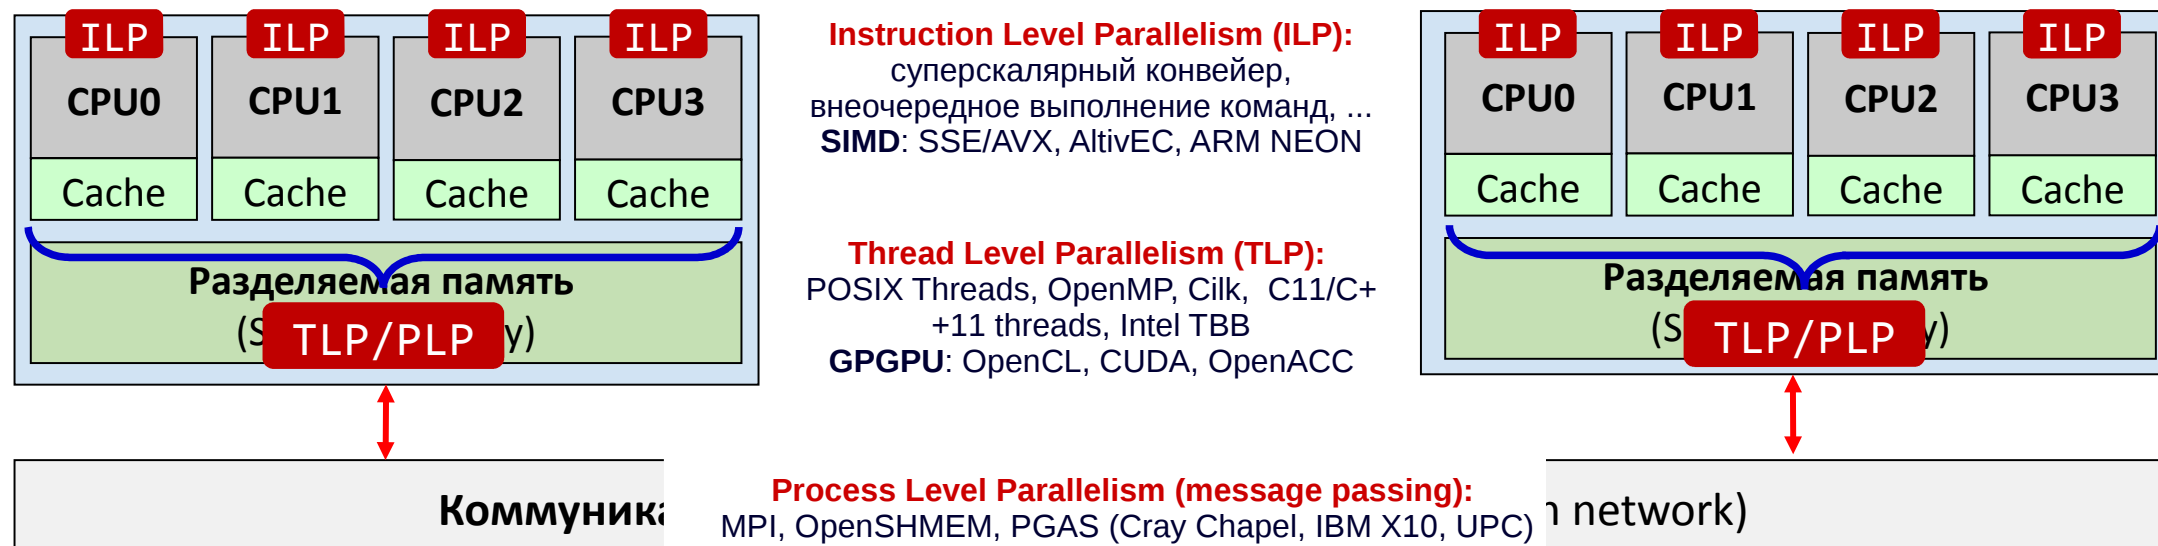 ILP ILP ILP ILP
CPU0 CPU1 CPU2 CPU3
Cache Cache Cache Cache
Разделяемая память
(S TLP/PLP y)
Instruction Level Parallelism (ILP):
суперскалярный конвейер,
внеочередное выполнение команд, ...
SIMD: SSE/AVX, AltivEC, ARM NEON
Thread Level Parallelism (TLP):
POSIX Threads, OpenMP, Cilk, C11/C+
+11 threads, Intel TBB
GPGPU: OpenCL, CUDA, OpenACC
ILP ILP ILP ILP
CPU0 CPU1 CPU2 CPU3
Cache Cache Cache Cache
Разделяемая память
(S TLP/PLP y)
Process Level Parallelism (message passing):
Коммуника network)
MPI, OpenSHMEM, PGAS (Cray Chapel, IBM X10, UPC)